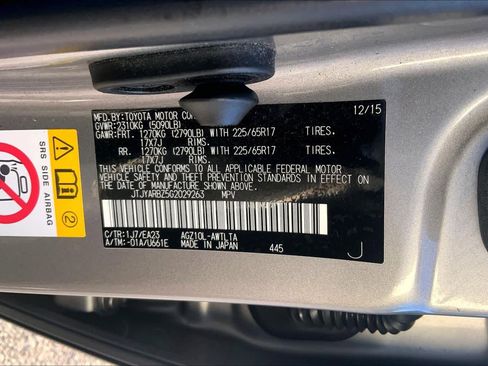 MFD.BY:TOYOTA MOTOR CO 12/15
GVWR:2310KG (5090LB)
GAWR:FRT. 1270KG (2790LB) WITH 225/65R17 TIRES.
17X7J RIMS.
RR. 1270KG (2790LB) WITH 225/65R17 TIRES.
17X7J RIMS.
THIS VEHICLE CONFORMS TO ALL APPLICABLE FEDERAL MOTOR
VEHICLE SAFETY AND THEFT PREVENTION STANDARDS IN EFFECT ON
THE DATE OF MANUFACTURE SHOWN ABOVE.
JTJYARBZ5G2029263 MPV
C/TR:1J7/EA23 AGZ10L-AWTLTA
A/TM:-01A/U661E MADE IN JAPAN 445 J
SRS SIDE AIRBAG
2